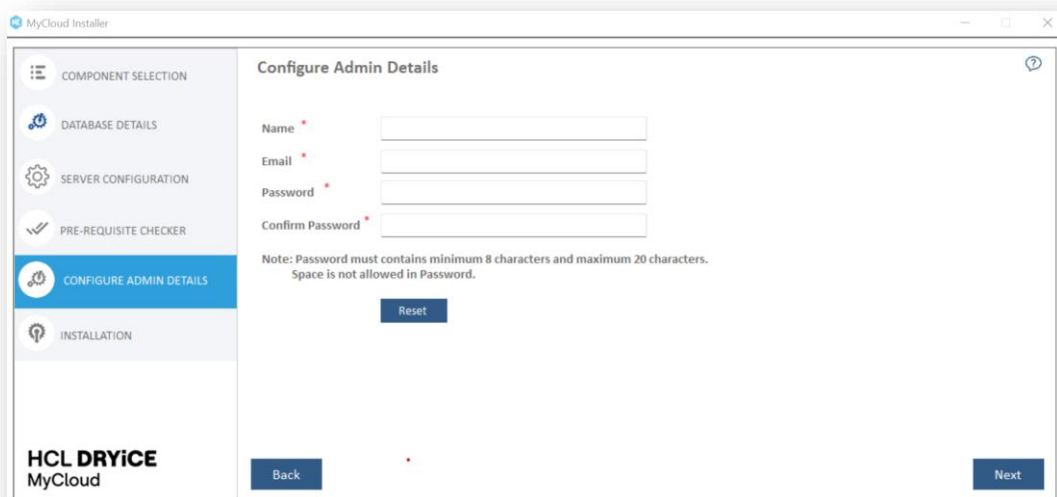 MyCloud Installer
COMPONENT SELECTION
DATABASE DETAILS
SERVER CONFIGURATION
PRE-REQUISITE CHECKER
CONFIGURE ADMIN DETAILS
INSTALLATION
HCL DRYiCE
MyCloud
Configure Admin Details
?
Name *
Email *
Password *
Confirm Password *
Note: Password must contains minimum 8 characters and maximum 20 characters.
Space is not allowed in Password.
Reset
Back
Next